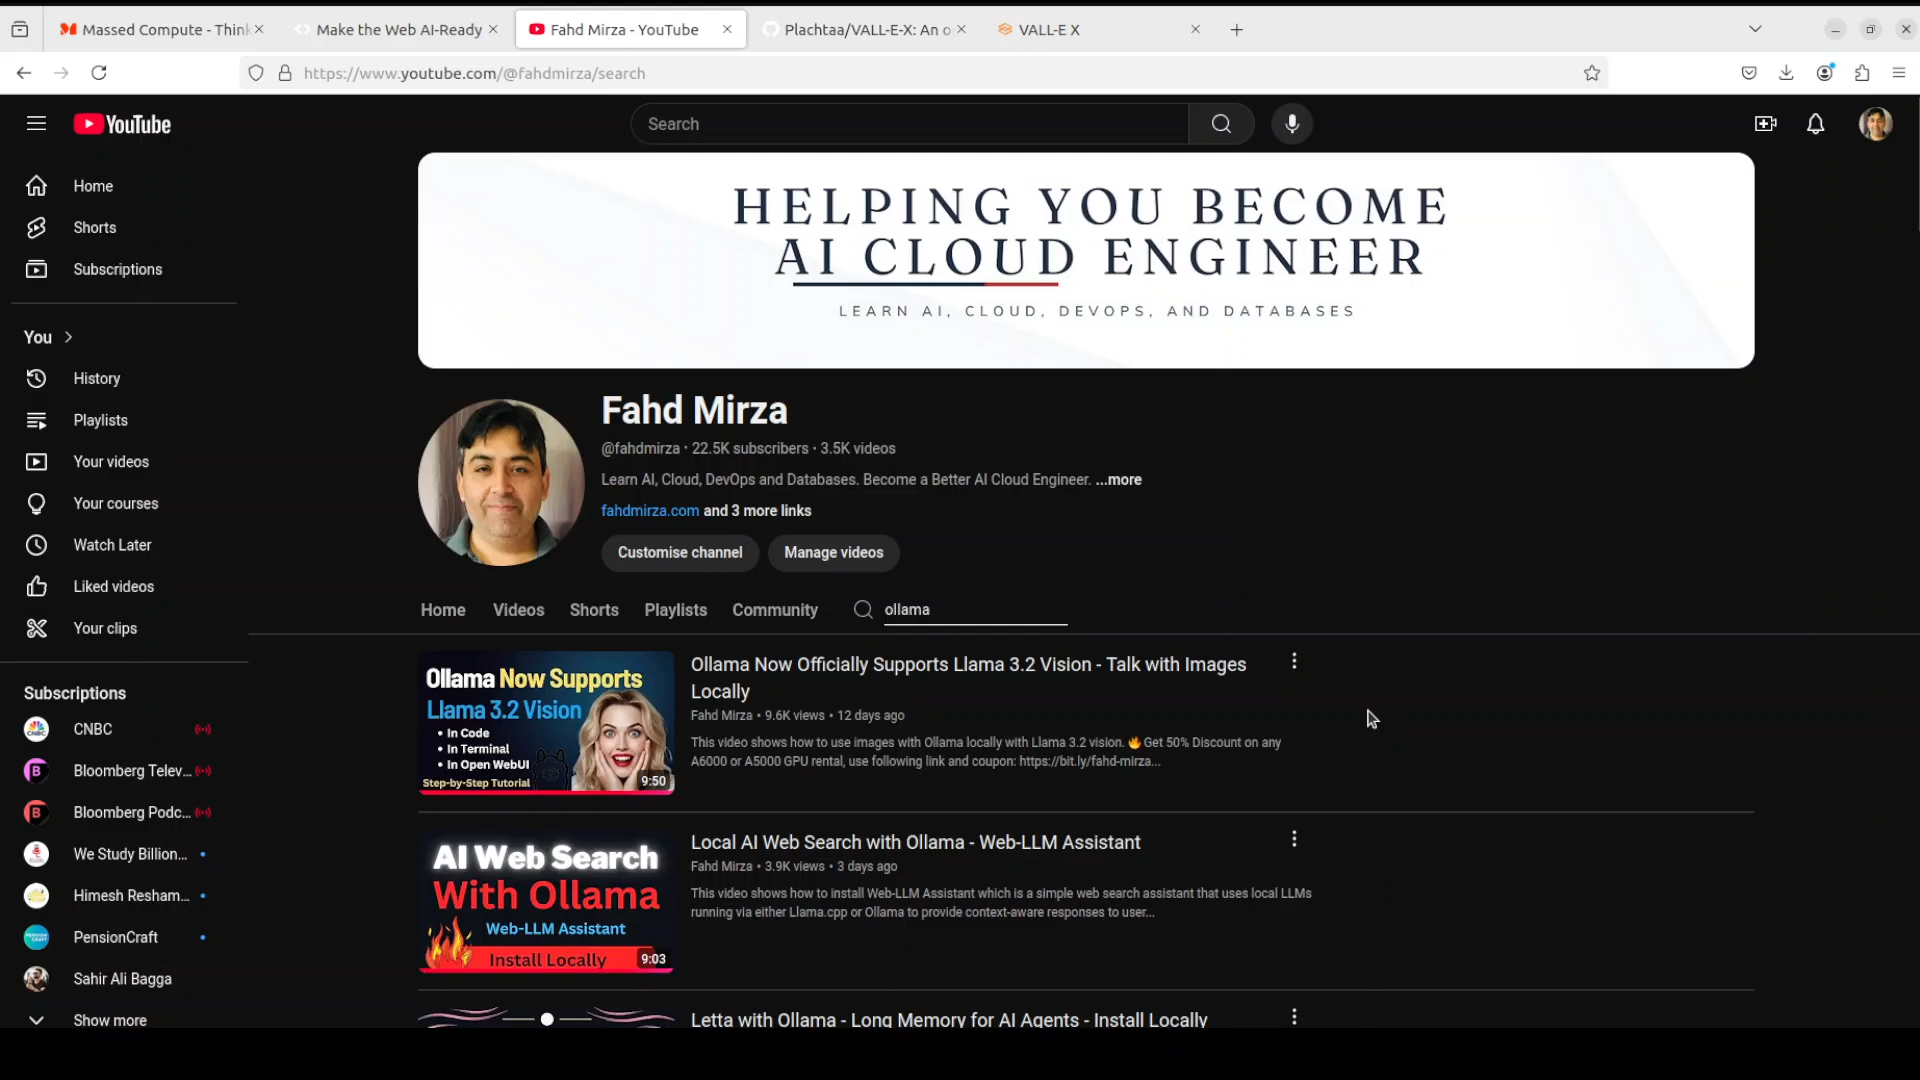 Massed Compute - Think
Make the Web AI-Ready
Fahd Mirza - YouTube
Plachtaa/VALL-E-X: An o
VALL-E X
https://www.youtube.com/@fahdmirza/search
YouTube
Search
Home
Shorts
Subscriptions
You
History
Playlists
Your videos
Your courses
Watch Later
Liked videos
Your clips
Subscriptions
CNBC
Bloomberg Telev...
Bloomberg Podc...
We Study Billion...
Himesh Resham...
PensionCraft
Sahir Ali Bagga
Show more
HELPING YOU BECOME
AI CLOUD ENGINEER
LEARN AI, CLOUD, DEVOPS, AND DATABASES
Fahd Mirza
@fahdmirza • 22.5K subscribers • 3.5K videos
Learn AI, Cloud, DevOps and Databases. Become a Better AI Cloud Engineer. ...more
fahdmirza.com and 3 more links
Customise channel Manage videos
Home Videos Shorts Playlists Community ollama
Ollama Now Supports
Llama 3.2 Vision
• In Code
• In Terminal
• In Open WebUI
Step-by-Step Tutorial
9:50
Ollama Now Officially Supports Llama 3.2 Vision - Talk with Images
Locally
Fahd Mirza • 9.6K views • 12 days ago
This video shows how to use images with Ollama locally with Llama 3.2 vision. 🔥 Get 50% Discount on any
A6000 or A5000 GPU rental, use following link and coupon: https://bit.ly/fahd-mirza...
AI Web Search
With Ollama
Web-LLM Assistant
Install Locally
9:03
Local AI Web Search with Ollama - Web-LLM Assistant
Fahd Mirza • 3.9K views • 3 days ago
This video shows how to install Web-LLM Assistant which is a simple web search assistant that uses local LLMs
running via either Llama.cpp or Ollama to provide context-aware responses to user...
Letta with Ollama - Long Memory for AI Agents - Install Locally